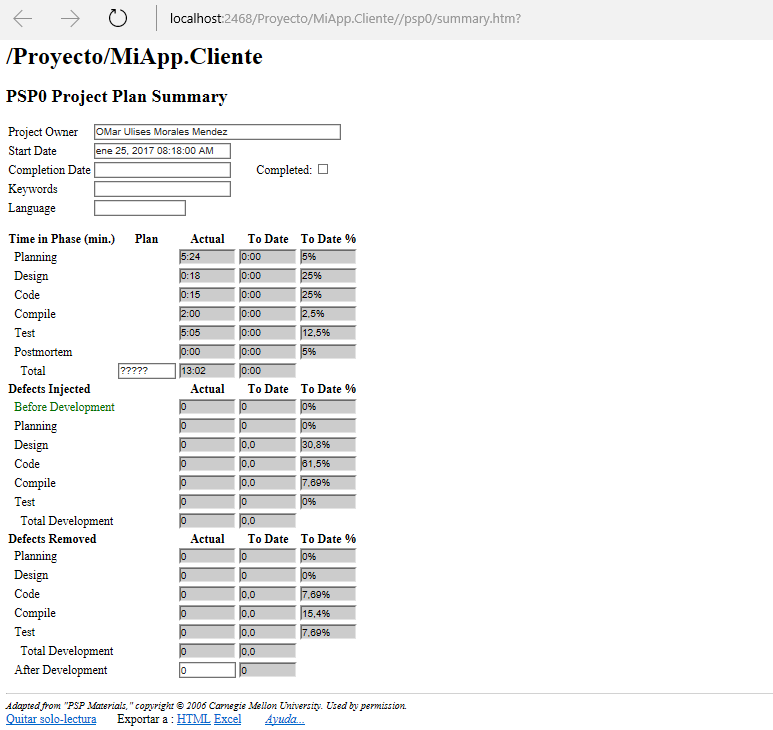 localhost:2468/Proyecto/MiApp.Cliente//psp0/summary.htm?
/Proyecto/MiApp.Cliente
PSP0 Project Plan Summary
Project Owner OMar Ulises Morales Mendez
Start Date ene 25, 2017 08:18:00 AM
Completion Date Completed:
Keywords
Language
Time in Phase (min.) Plan Actual To Date To Date %
Planning 5:24 0:00 5%
Design 0:18 0:00 25%
Code 0:15 0:00 25%
Compile 2:00 0:00 2,5%
Test 5:05 0:00 12,5%
Postmortem 0:00 0:00 5%
Total ????? 13:02 0:00
Defects Injected Actual To Date To Date %
Before Development 0 0 0%
Planning 0 0 0%
Design 0 0,0 30,8%
Code 0 0,0 61,5%
Compile 0 0,0 7,69%
Test 0 0 0%
Total Development 0 0,0
Defects Removed Actual To Date To Date %
Planning 0 0 0%
Design 0 0 0%
Code 0 0,0 7,69%
Compile 0 0,0 15,4%
Test 0 0,0 7,69%
Total Development 0 0,0
After Development 0 0
Adapted from "PSP Materials," copyright © 2006 Carnegie Mellon University. Used by permission.
Quitar solo-lectura Exportar a : HTML Excel Ayuda...